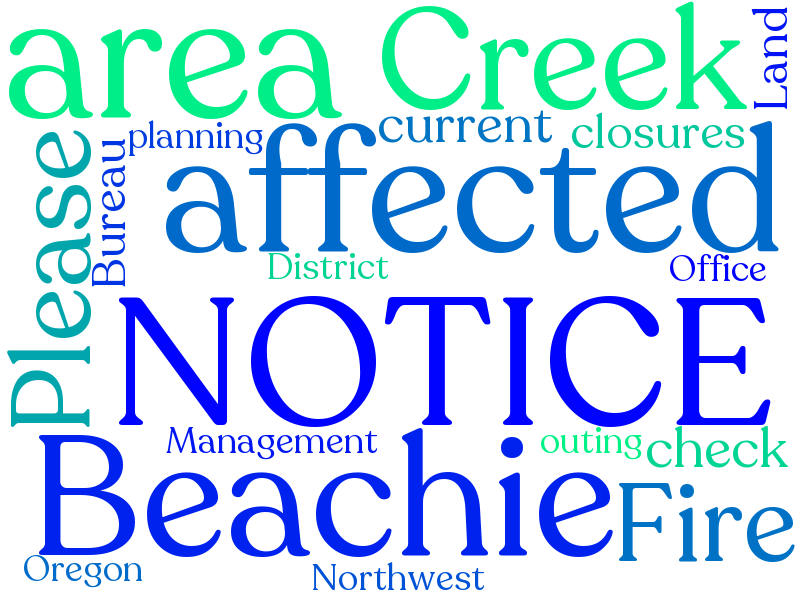 area Creek
Land
planning
current
closures
Please
Bureau
affected
District
Office
NOTICE
Management
outing
check
Beachie
Fire
Oregon
Northwest